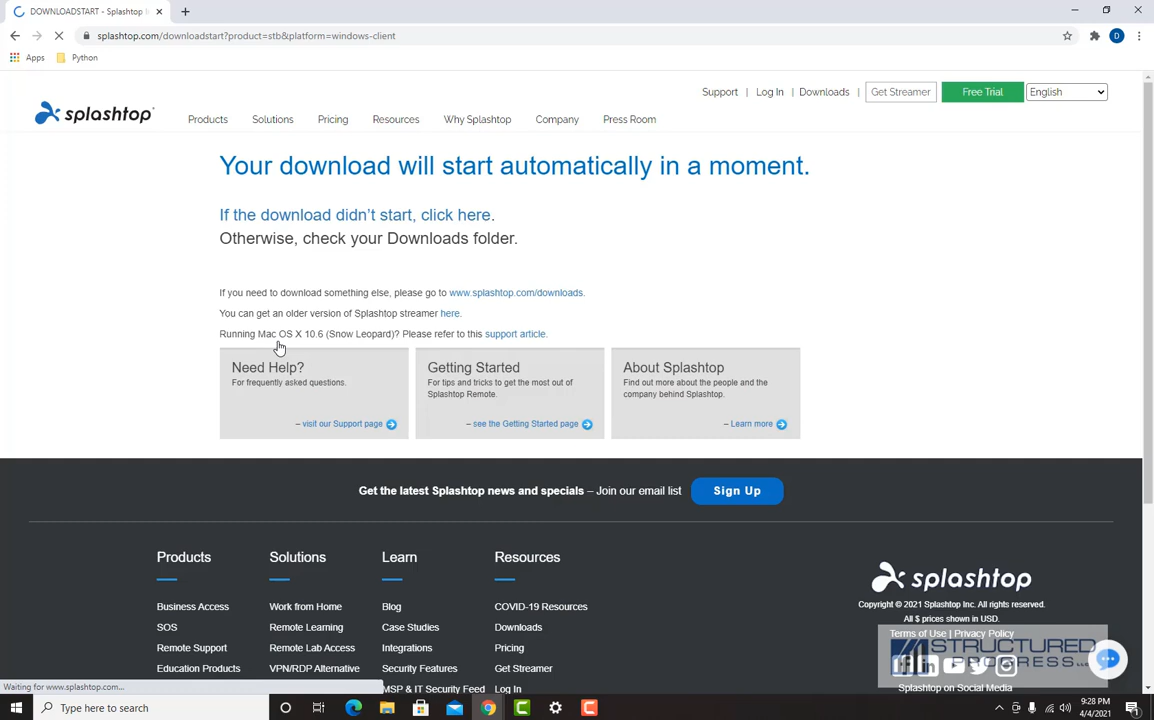 DOWNLOADSTART - Splashtop
splashtop.com/downloadstart?product=stb&platform=windows-client
D
Apps
Python
Support | Log In | Downloads | Get Streamer Free Trial English
splashtop
Products Solutions Pricing Resources Why Splashtop Company Press Room
Your download will start automatically in a moment.
If the download didn't start, click here.
Otherwise, check your Downloads folder.
If you need to download something else, please go to www.splashtop.com/downloads.
You can get an older version of Splashtop streamer here.
Running Mac OS X 10.6 (Snow Leopard)? Please refer to this support article.
Need Help?
For frequently asked questions.
– visit our Support page
Getting Started
For tips and tricks to get the most out of
Splashtop Remote.
– see the Getting Started page
About Splashtop
Find out more about the people and the
company behind Splashtop.
– Learn more
Get the latest Splashtop news and specials – Join our email list Sign Up
Products
Business Access
SOS
Remote Support
Education Products
Solutions
Work from Home
Remote Learning
Remote Lab Access
VPN/RDP Alternative
Learn
Blog
Case Studies
Integrations
Security Features
MSP & IT Security Feed
Resources
COVID-19 Resources
Downloads
Pricing
Get Streamer
Log In
splashtop
Copyright © 2021 Splashtop Inc. All rights reserved.
All $ prices shown in USD.
Terms of Use | Privacy Policy
STRUCTURED
PROGRESS LLC
Splashtop on Social Media
Waiting for www.splashtop.com...
Type here to search
9:28 PM
4/4/2021
1